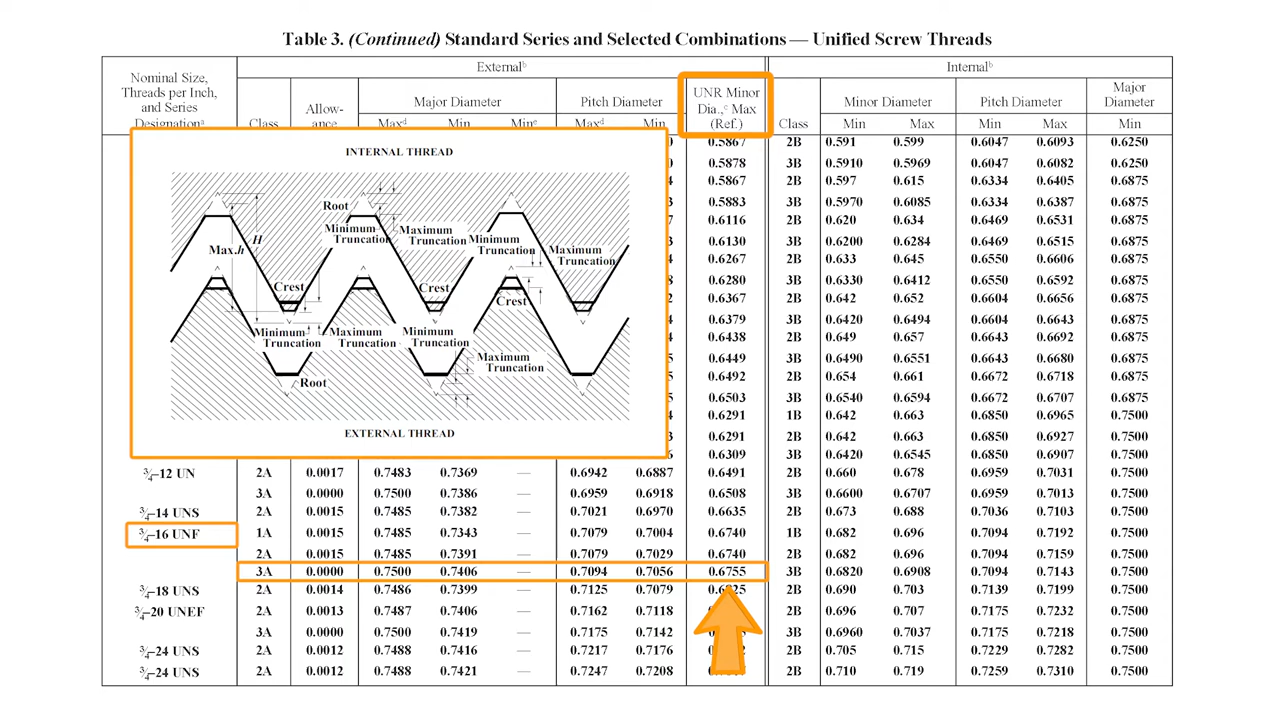 Table 3. (Continued) Standard Series and Selected Combinations — Unified Screw Threads
Nominal Size, Threads per Inch, and Series Designationᵃ
Externalᵇ
Internalᵇ
Class
Allow-ance
Major Diameter
Maxᵈ Min Minᵉ
Pitch Diameter
Maxᵈ Min
UNR Minor Dia.,ᶜ Max (Ref.)
Class
Minor Diameter
Min Max
Pitch Diameter
Min Max
Major Diameter
Min
INTERNAL THREAD
Root
Minimum Truncation
Maximum Truncation
Minimum Truncation
Maximum Truncation
H
Max h
Crest
Crest
Crest
Minimum Truncation
Maximum Truncation
Minimum Truncation
Maximum Truncation
Root
EXTERNAL THREAD
0.5867 2B 0.591 0.599 0.6047 0.6093 0.6250
0.5878 3B 0.5910 0.5969 0.6047 0.6082 0.6250
0.5867 2B 0.597 0.615 0.6334 0.6405 0.6875
0.5883 3B 0.5970 0.6085 0.6334 0.6387 0.6875
0.6116 2B 0.620 0.634 0.6469 0.6531 0.6875
0.6130 3B 0.6200 0.6284 0.6469 0.6515 0.6875
0.6267 2B 0.633 0.645 0.6550 0.6606 0.6875
0.6280 3B 0.6330 0.6412 0.6550 0.6592 0.6875
0.6367 2B 0.642 0.652 0.6604 0.6656 0.6875
0.6379 3B 0.6420 0.6494 0.6604 0.6643 0.6875
0.6438 2B 0.649 0.657 0.6643 0.6692 0.6875
0.6449 3B 0.6490 0.6551 0.6643 0.6680 0.6875
0.6492 2B 0.654 0.661 0.6672 0.6718 0.6875
0.6503 3B 0.6540 0.6594 0.6672 0.6707 0.6875
0.6291 1B 0.642 0.663 0.6850 0.6965 0.7500
0.6291 2B 0.642 0.663 0.6850 0.6927 0.7500
0.6309 3B 0.6420 0.6545 0.6850 0.6907 0.7500
3⁄4–12 UN 2A 0.0017 0.7483 0.7369 — 0.6942 0.6887 0.6491 2B 0.660 0.678 0.6959 0.7031 0.7500
3A 0.0000 0.7500 0.7386 — 0.6959 0.6918 0.6508 3B 0.6600 0.6707 0.6959 0.7013 0.7500
3⁄4–14 UNS 2A 0.0015 0.7485 0.7382 — 0.7021 0.6970 0.6635 2B 0.673 0.688 0.7036 0.7103 0.7500
3⁄4–16 UNF 1A 0.0015 0.7485 0.7343 — 0.7079 0.7004 0.6740 1B 0.682 0.696 0.7094 0.7192 0.7500
2A 0.0015 0.7485 0.7391 — 0.7079 0.7029 0.6740 2B 0.682 0.696 0.7094 0.7159 0.7500
3A 0.0000 0.7500 0.7406 — 0.7094 0.7056 0.6755 3B 0.6820 0.6908 0.7094 0.7143 0.7500
3⁄4–18 UNS 2A 0.0014 0.7486 0.7399 — 0.7125 0.7079 2B 0.690 0.703 0.7139 0.7199 0.7500
3⁄4–20 UNEF 2A 0.0013 0.7487 0.7406 — 0.7162 0.7118 2B 0.696 0.707 0.7175 0.7232 0.7500
3A 0.0000 0.7500 0.7419 — 0.7175 0.7142 3B 0.6960 0.7037 0.7175 0.7218 0.7500
3⁄4–24 UNS 2A 0.0012 0.7488 0.7416 — 0.7217 0.7176 2B 0.705 0.715 0.7229 0.7282 0.7500
3⁄4–24 UNS 2A 0.0012 0.7488 0.7421 — 0.7247 0.7208 2B 0.710 0.719 0.7259 0.7310 0.7500